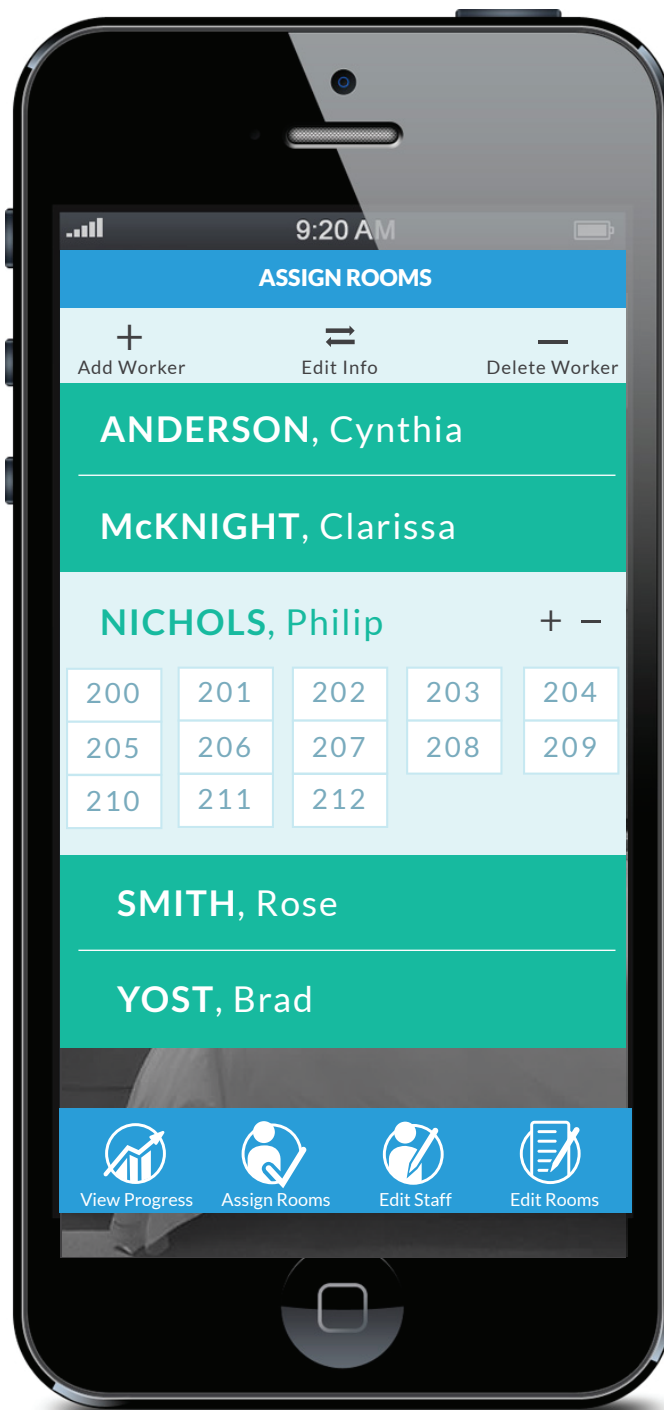 9:20 AM
ASSIGN ROOMS
+ — 
Add Worker Edit Info Delete Worker
ANDERSON, Cynthia
McKNIGHT, Clarissa
NICHOLS, Philip + −
200 201 202 203 204
205 206 207 208 209
210 211 212
SMITH, Rose
YOST, Brad
View Progress Assign Rooms Edit Staff Edit Rooms